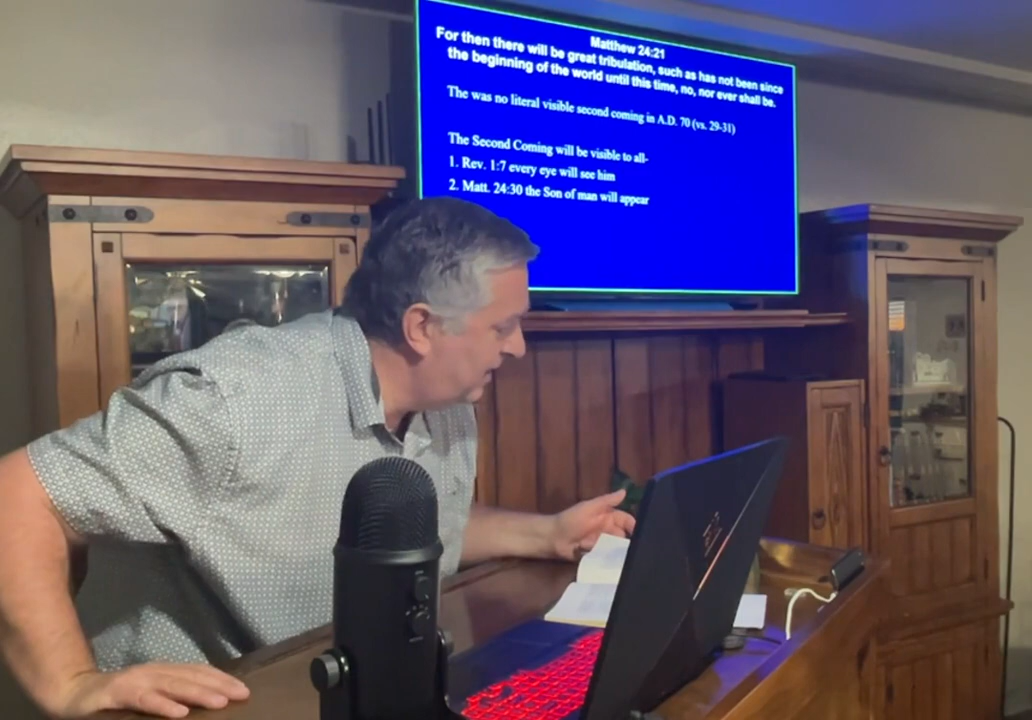 Matthew 24:21
For then there will be great tribulation, such as has not been since
the beginning of the world until this time, no, nor ever shall be.
The was no literal visible second coming in A.D. 70 (vs. 29-31)
The Second Coming will be visible to all-
1. Rev. 1:7 every eye will see him
2. Matt. 24:30 the Son of man will appear